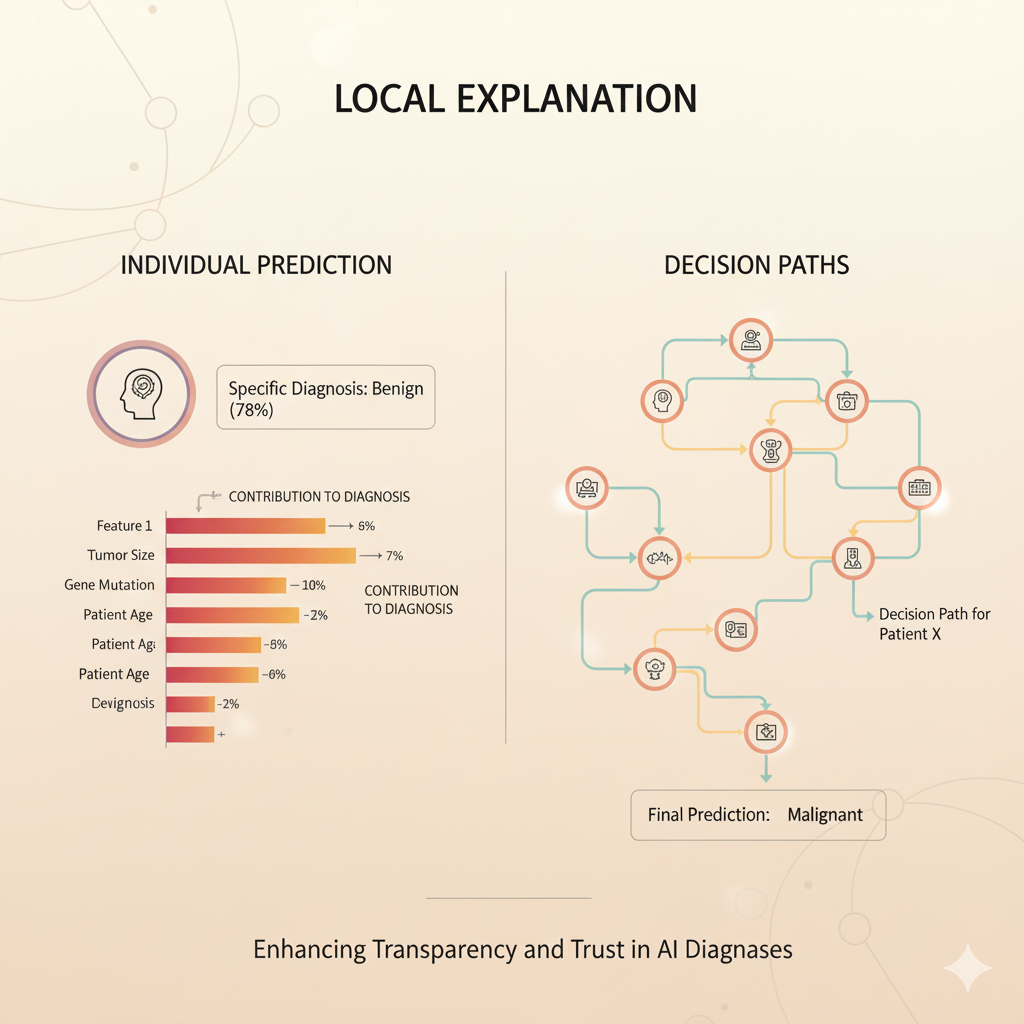 LOCAL EXPLANATION
INDIVIDUAL PREDICTION
Specific Diagnosis: Benign
(78%)
CONTRIBUTION TO DIAGNOSIS
Feature 1 6%
Tumor Size 7%
Gene Mutation – 10%
Patient Age -2%
Patient Ag -8%
Patient Age -6%
Devignosis -2%
+
CONTRIBUTION
TO DIAGNOSIS
DECISION PATHS
Decision Path for
Patient X
Final Prediction: Malignant
Enhancing Transparency and Trust in AI Diagnases